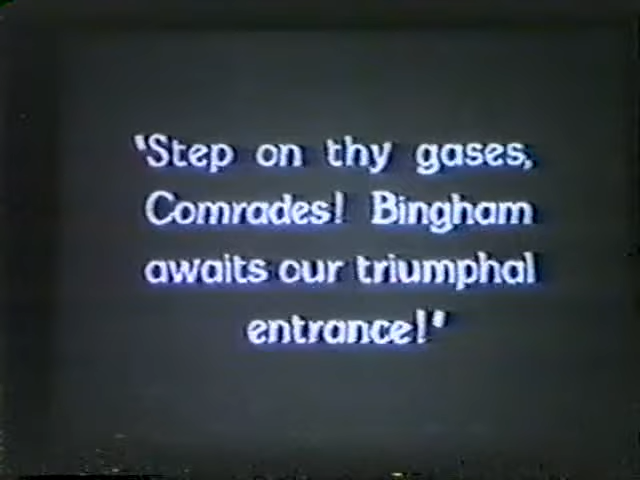 'Step on thy gases,
Comrades! Bingham
awaits our triumphal
entrance!'